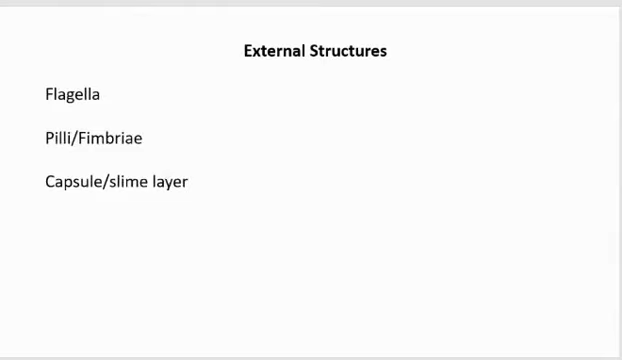 External Structures
Flagella
Pilli/Fimbriae
Capsule/slime layer